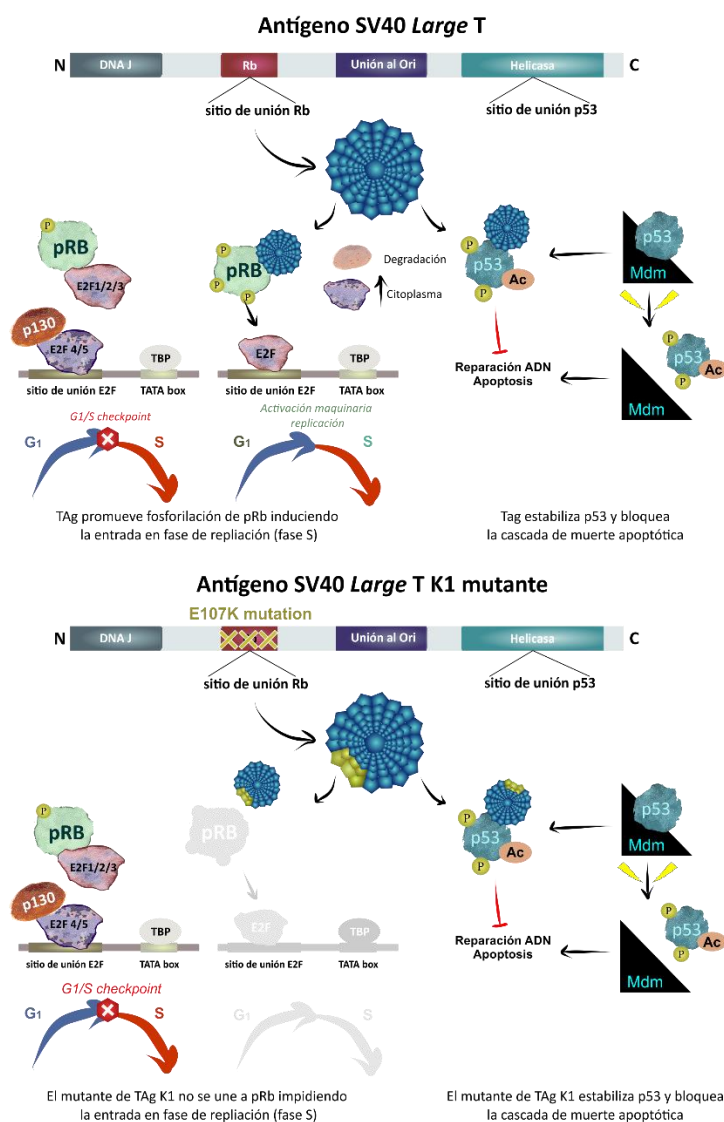 Antígeno SV40 Large T
N
DNA J
Rb
Unión al Ori
Helicasa
C
sitio de unión Rb
sitio de unión p53
P
pRB
E2F1/2/3
p130
E2F 4/5
TBP
sitio de unión E2F
TATA box
P
pRB
P
P
E2F
TBP
sitio de unión E2F
TATA box
Degradación
Citoplasma
P
p53
Ac
P
Reparación ADN
Apoptosis
p53
Mdm
p53
P
Ac
P
Mdm
G1/S checkpoint
G1
S
Activación maquinaria
replicación
G1
S
TAg promueve fosforilación de pRb induciendo
la entrada en fase de repliación (fase S)
Tag estabiliza p53 y bloquea
la cascada de muerte apoptótica
Antígeno SV40 Large T K1 mutante
E107K mutation
N
DNA J
Unión al Ori
Helicasa
C
sitio de unión Rb
sitio de unión p53
P
pRB
E2F1/2/3
p130
E2F 4/5
TBP
sitio de unión E2F
TATA box
pRB
E2F
TBP
sitio de unión E2F
TATA box
P
p53
Ac
P
Reparación ADN
Apoptosis
p53
Mdm
p53
P
Ac
P
Mdm
G1/S checkpoint
G1
S
G1
S
El mutante de TAg K1 no se une a pRb impidiendo
la entrada en fase de repliación (fase S)
El mutante de TAg K1 estabiliza p53 y bloquea
la cascada de muerte apoptótica